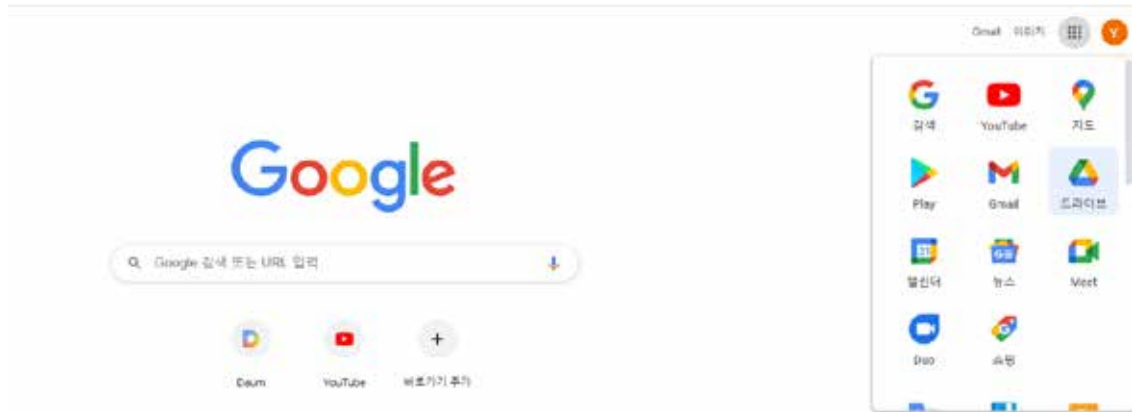 Gmail 이미지
Y
검색 YouTube 지도
Google
Play Gmail 드라이브
Google 검색 또는 URL 입력
31
캘린더 뉴스 Meet
Duo 쇼핑
Daum YouTube 바로가기 추가